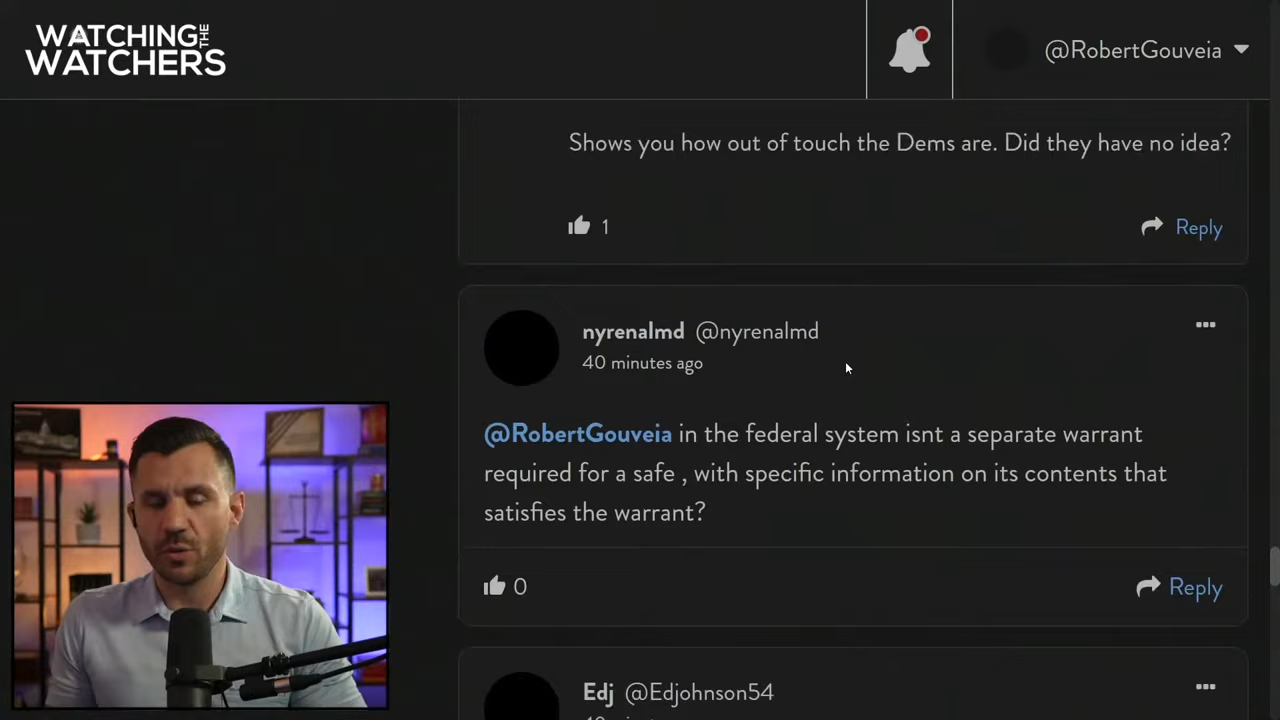 WATCHING THE
WATCHERS
@RobertGouveia
Shows you how out of touch the Dems are. Did they have no idea?
1
Reply
nyrenalmd @nyrenalmd
40 minutes ago
@RobertGouveia in the federal system isnt a separate warrant
required for a safe , with specific information on its contents that
satisfies the warrant?
0
Reply
Edj @Edjohnson54